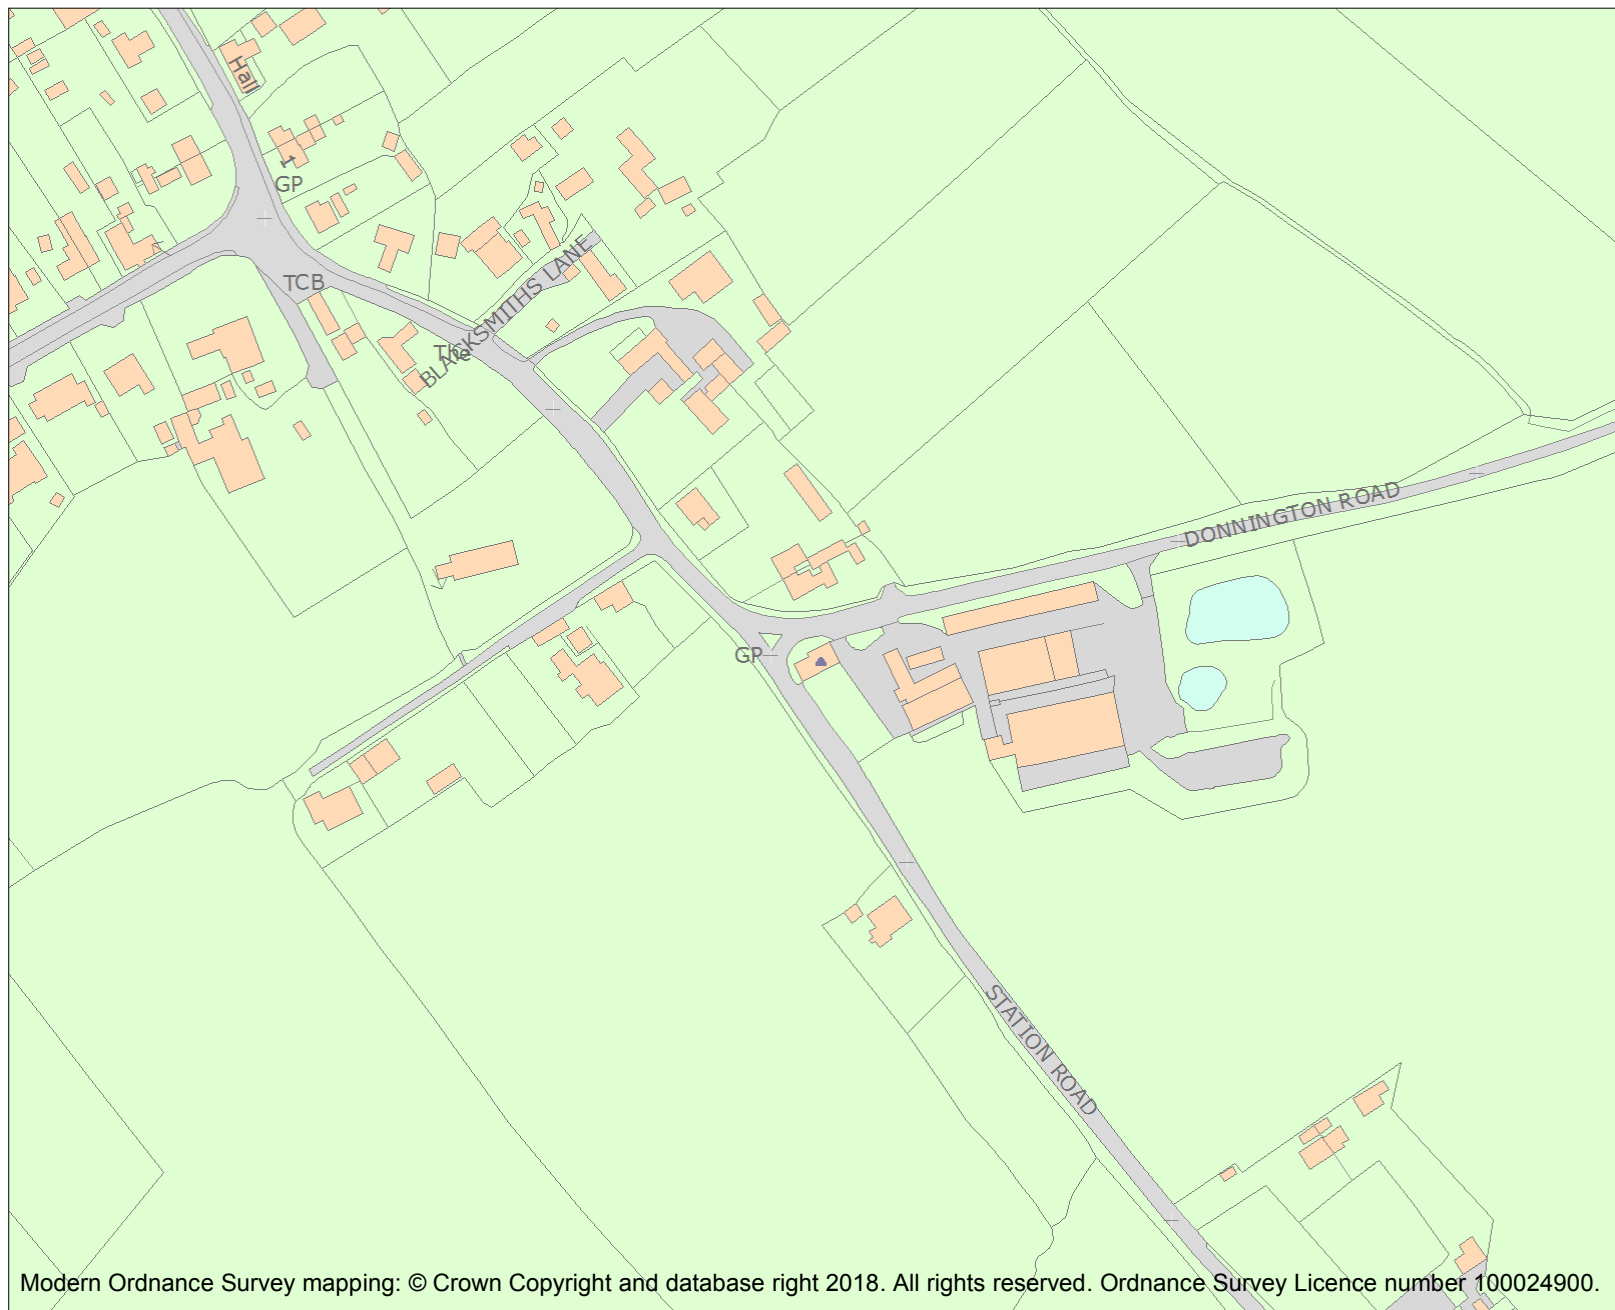 Hall
1
GP
TCB
BLACKSMITHS LANE
The
DONNINGTON ROAD
GP
STATION ROAD
Modern Ordnance Survey mapping: © Crown Copyright and database right 2018. All rights reserved. Ordnance Survey Licence number 100024900.